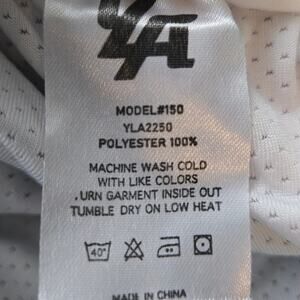 MODEL#150
YLA2250
POLYESTER 100%
MACHINE WASH COLD
WITH LIKE COLORS
.URN GARMENT INSIDE OUT
TUMBLE DRY ON LOW HEAT
40°
MADE IN CHINA